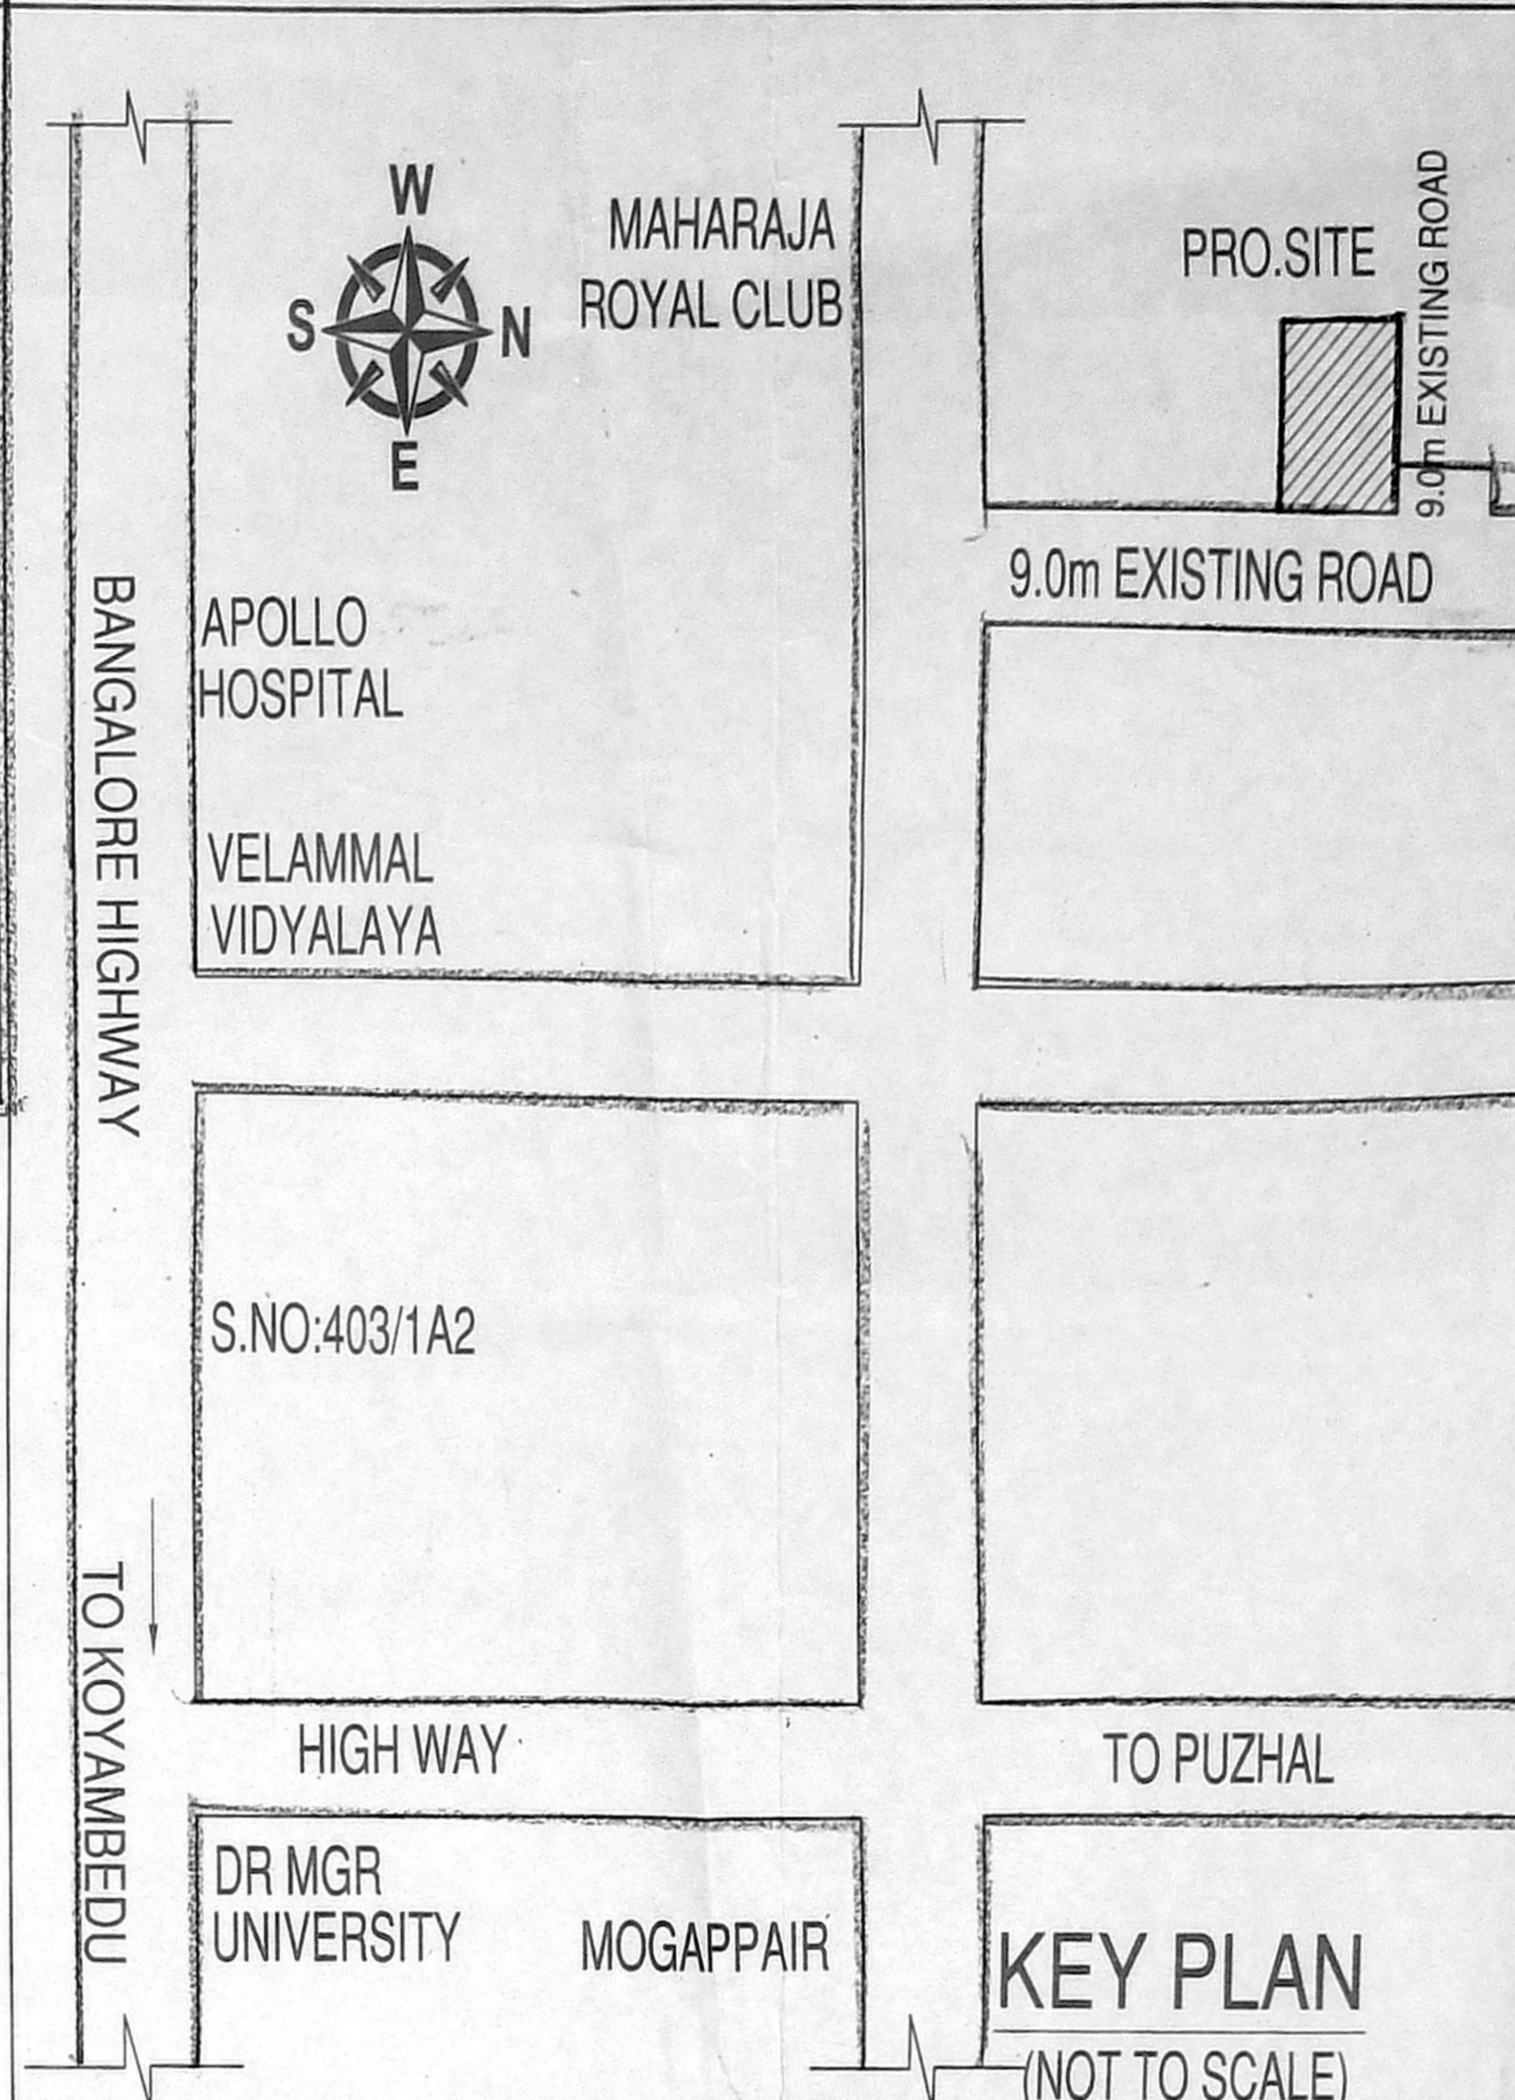 W
S
N
E
MAHARAJA
ROYAL CLUB
PRO.SITE
9.0m EXISTING ROAD
9.0m EXISTING ROAD
APOLLO
HOSPITAL
BANGALORE HIGHWAY
VELAMMAL
VIDYALAYA
S.NO:403/1A2
TO KOYAMBEDU
HIGH WAY
TO PUZHAL
DR MGR
UNIVERSITY
MOGAPPAIR
KEY PLAN
(NOT TO SCALE)